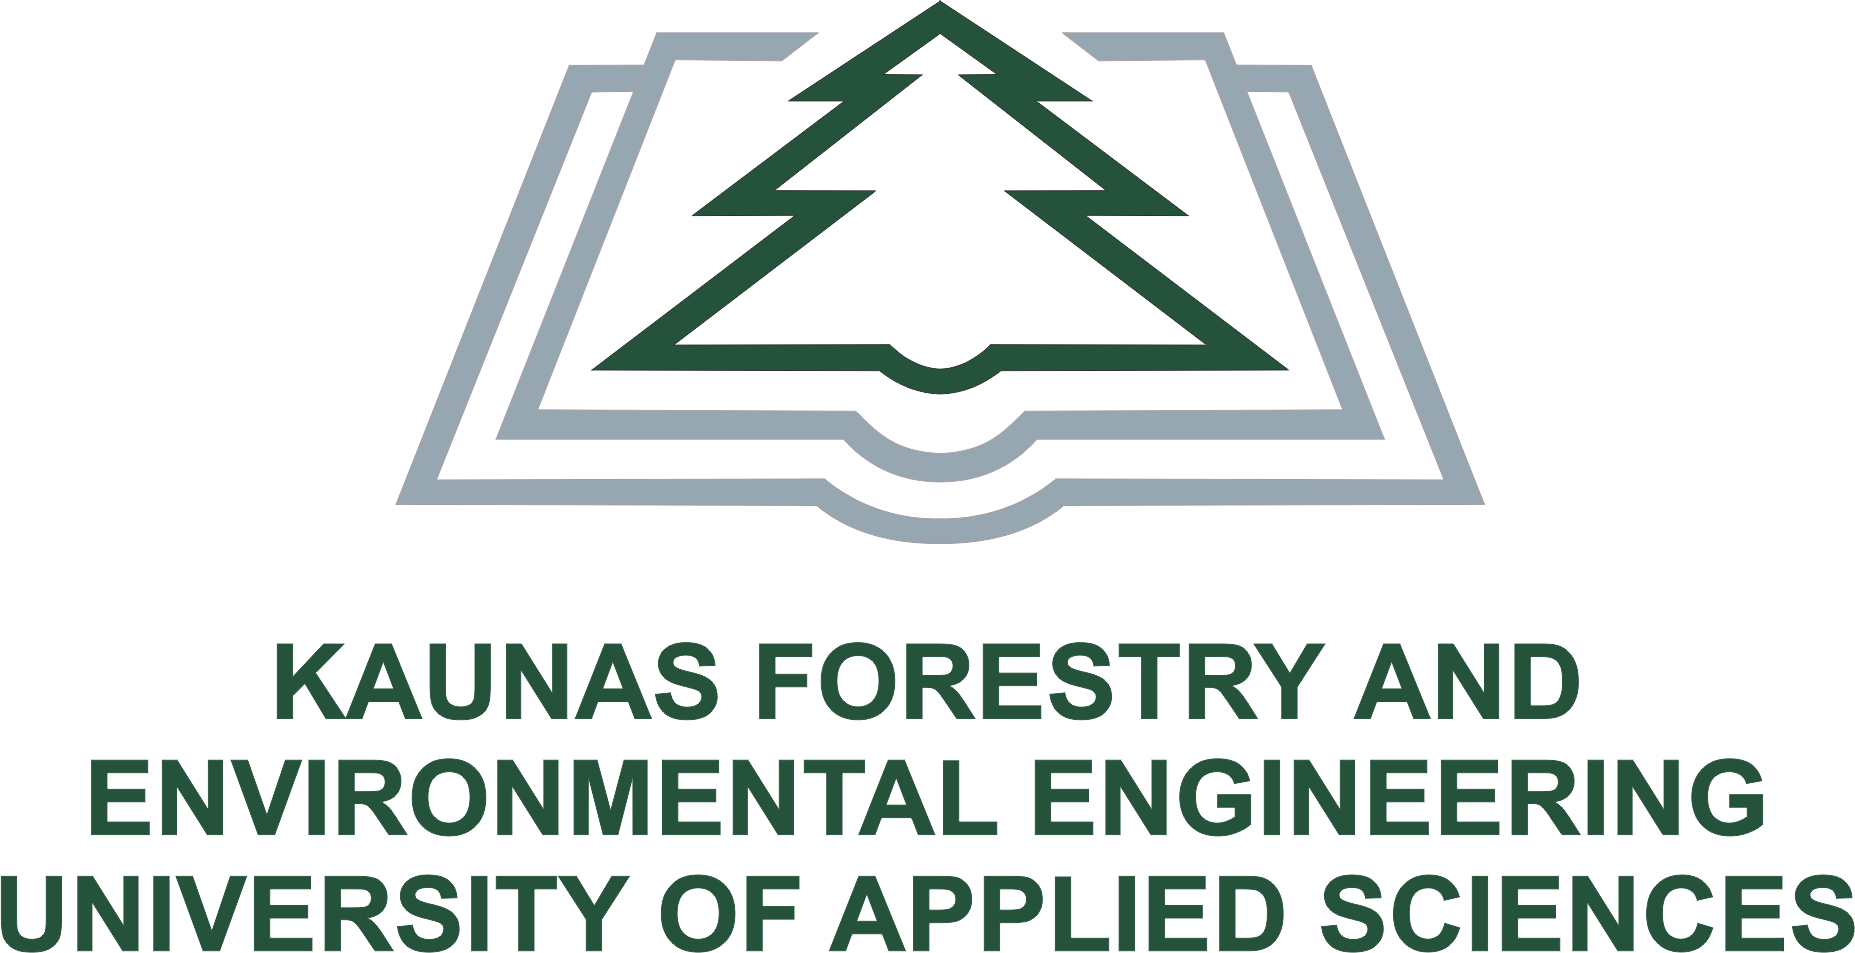 KAUNAS FORESTRY AND
ENVIRONMENTAL ENGINEERING
UNIVERSITY OF APPLIED SCIENCES